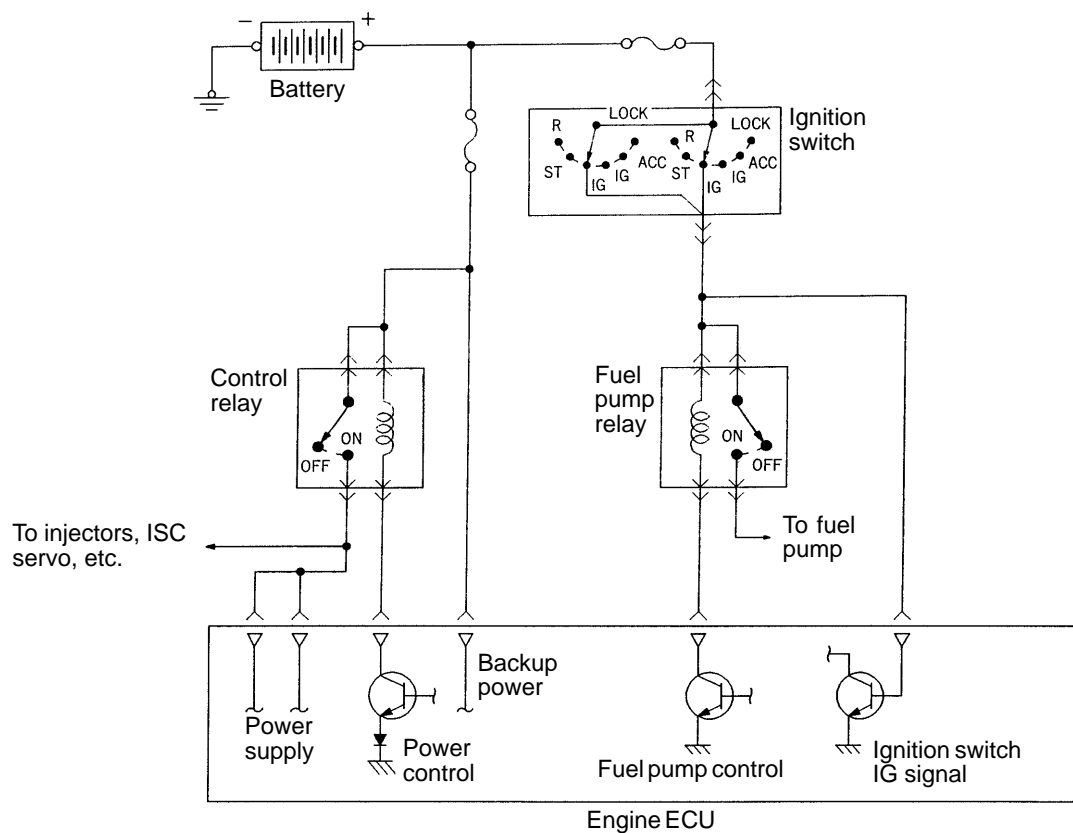 − +
Battery
Ignition
switch
LOCK
R
ST
IG
IG
ACC
LOCK
R
ST
IG
IG
ACC
Control
relay
OFF
ON
Fuel
pump
relay
ON
OFF
To injectors, ISC
servo, etc.
To fuel
pump
Power
supply
Power
control
Backup
power
Fuel pump control
Ignition switch
IG signal
Engine ECU